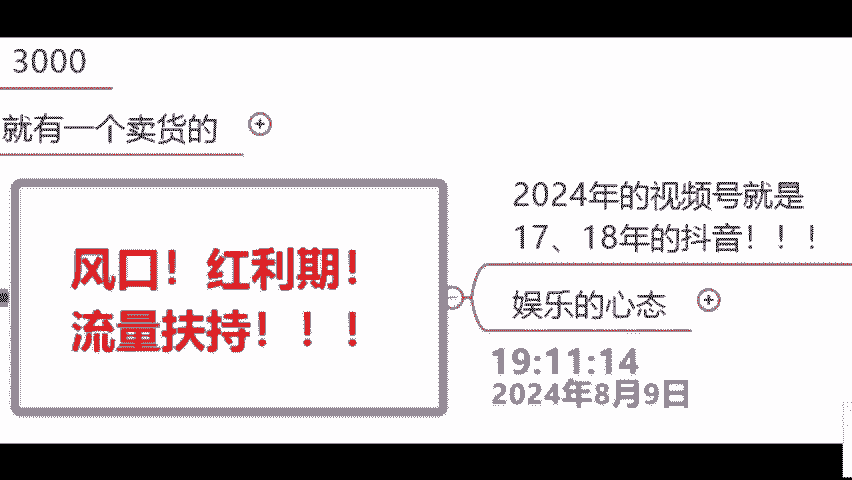 3000
就有一个卖货的
风口！红利期！
流量扶持！！！
2024年的视频号就是
17、18年的抖音！！！
娱乐的心态
19:11:14
2024年8月9日